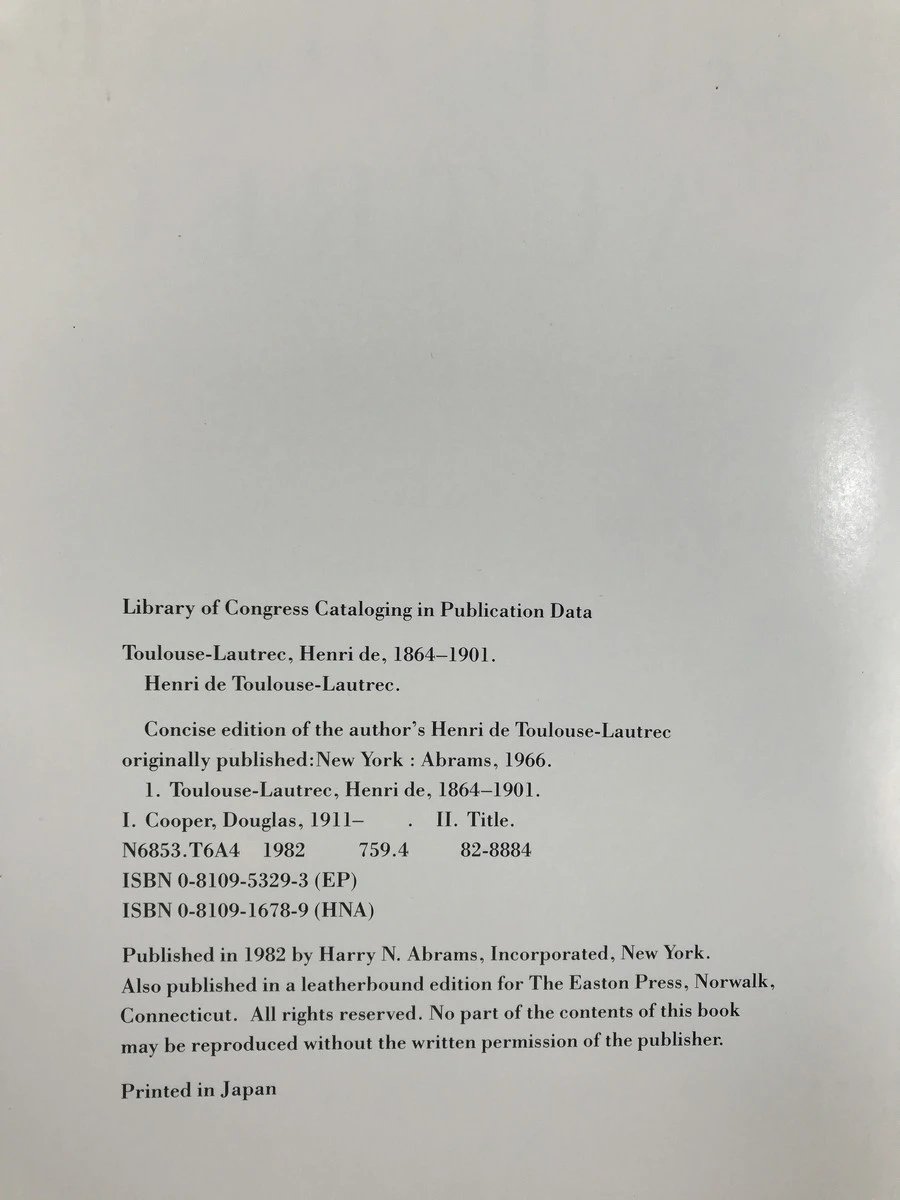 Library of Congress Cataloging in Publication Data
Toulouse-Lautrec, Henri de, 1864–1901.
Henri de Toulouse-Lautrec.
Concise edition of the author's Henri de Toulouse-Lautrec
originally published:New York : Abrams, 1966.
1. Toulouse-Lautrec, Henri de, 1864–1901.
I. Cooper, Douglas, 1911– . II. Title.
N6853.T6A4 1982 759.4 82-8884
ISBN 0-8109-5329-3 (EP)
ISBN 0-8109-1678-9 (HNA)
Published in 1982 by Harry N. Abrams, Incorporated, New York.
Also published in a leatherbound edition for The Easton Press, Norwalk,
Connecticut. All rights reserved. No part of the contents of this book
may be reproduced without the written permission of the publisher.
Printed in Japan